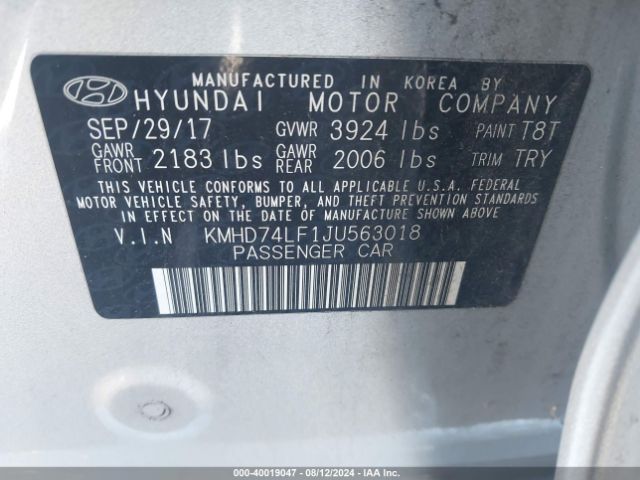 MANUFACTURED IN KOREA BY
HYUNDAI MOTOR COMPANY
SEP/29/17 GVWR 3924 lbs PAINT T8T
GAWR FRONT 2183 lbs GAWR REAR 2006 lbs TRIM TRY
THIS VEHICLE CONFORMS TO ALL APPLICABLE U.S.A. FEDERAL
MOTOR VEHICLE SAFETY, BUMPER, AND THEFT PREVENTION STANDARDS
IN EFFECT ON THE DATE OF MANUFACTURE SHOWN ABOVE
V.I.N KMHD74LF1JU563018
PASSENGER CAR
000-40019047 - 08/12/2024 - IAA Inc.